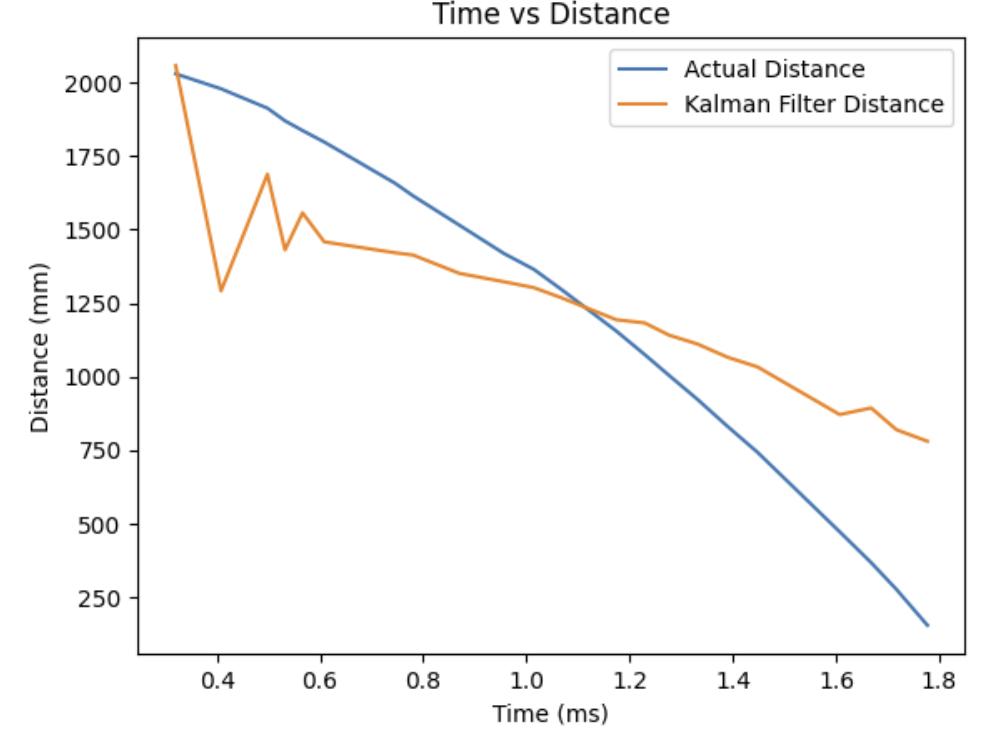 Time vs Distance
Actual Distance
Kalman Filter Distance
2000
1750
1500
1250
1000
750
500
250
Distance (mm)
0.4 0.6 0.8 1.0 1.2 1.4 1.6 1.8
Time (ms)